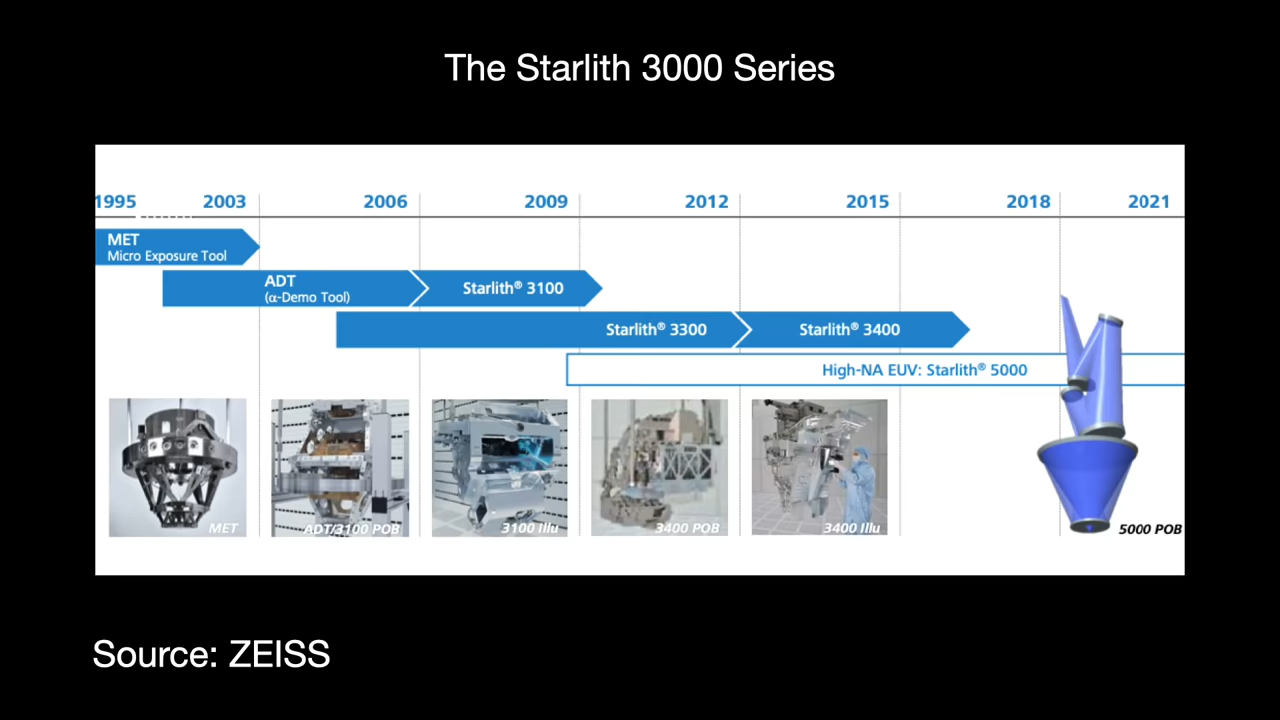 The Starlith 3000 Series
1995 2003 2006 2009 2012 2015 2018 2021
MET
Micro Exposure Tool
ADT
(α-Demo Tool)
Starlith® 3100
Starlith® 3300
Starlith® 3400
High-NA EUV: Starlith® 5000
MET
ADT/3100 POB
3100 Illu
3400 POB
3400 Illu
5000 POB
Source: ZEISS